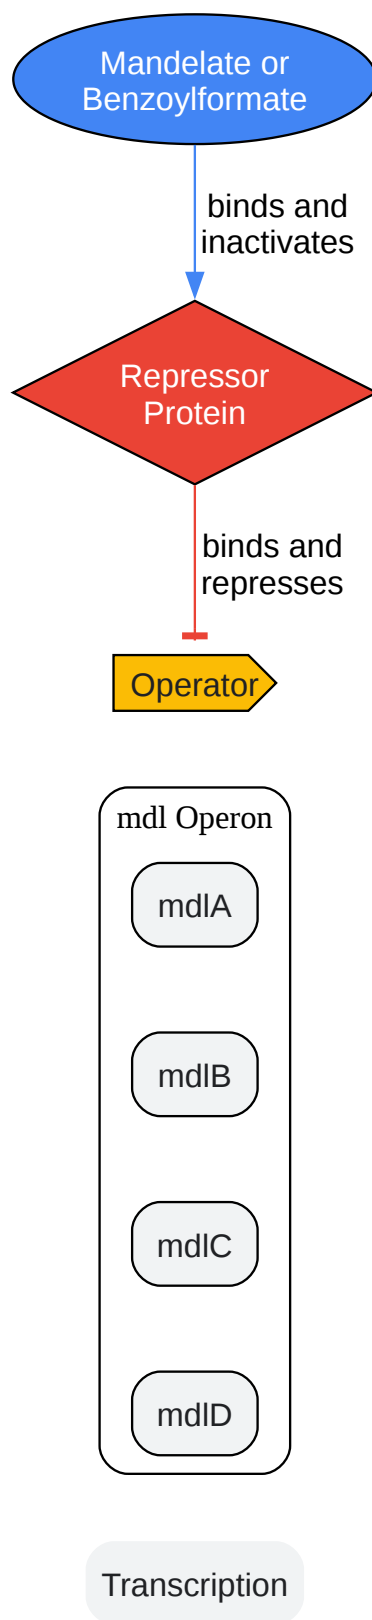 Mandelate or
Benzoylformate
binds and
inactivates
Repressor
Protein
binds and
represses
Operator
mdl Operon
mdlA
mdlB
mdlC
mdlD
Transcription